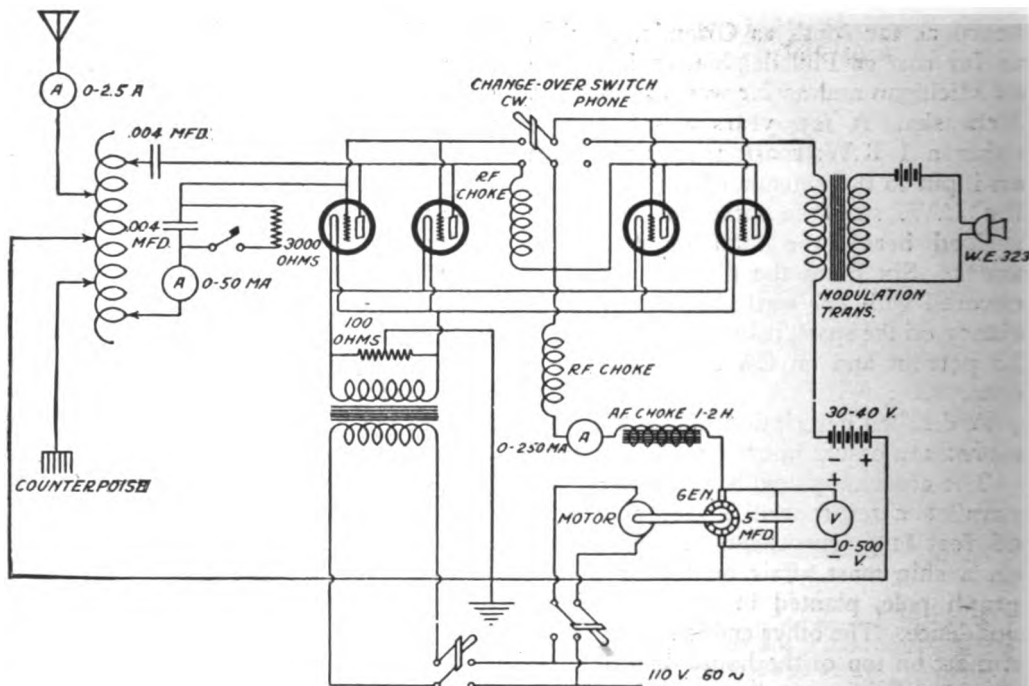 A
0-2.5 A
CHANGE-OVER SWITCH
CW. PHONE
.004 MFD.
R.F.
CHOKE
.004
MFD.
3000
OHMS
A
0-50 MA
W.E. 323
MODULATION
TRANS.
100
OHMS
R.F. CHOKE
30-40 V.
A.F. CHOKE 1-2 H.
0-250 MA
A
- +
+
COUNTERPOISE
GEN.
MOTOR
5
MFD.
V
0-500
V.
-
110 V. 60 ~